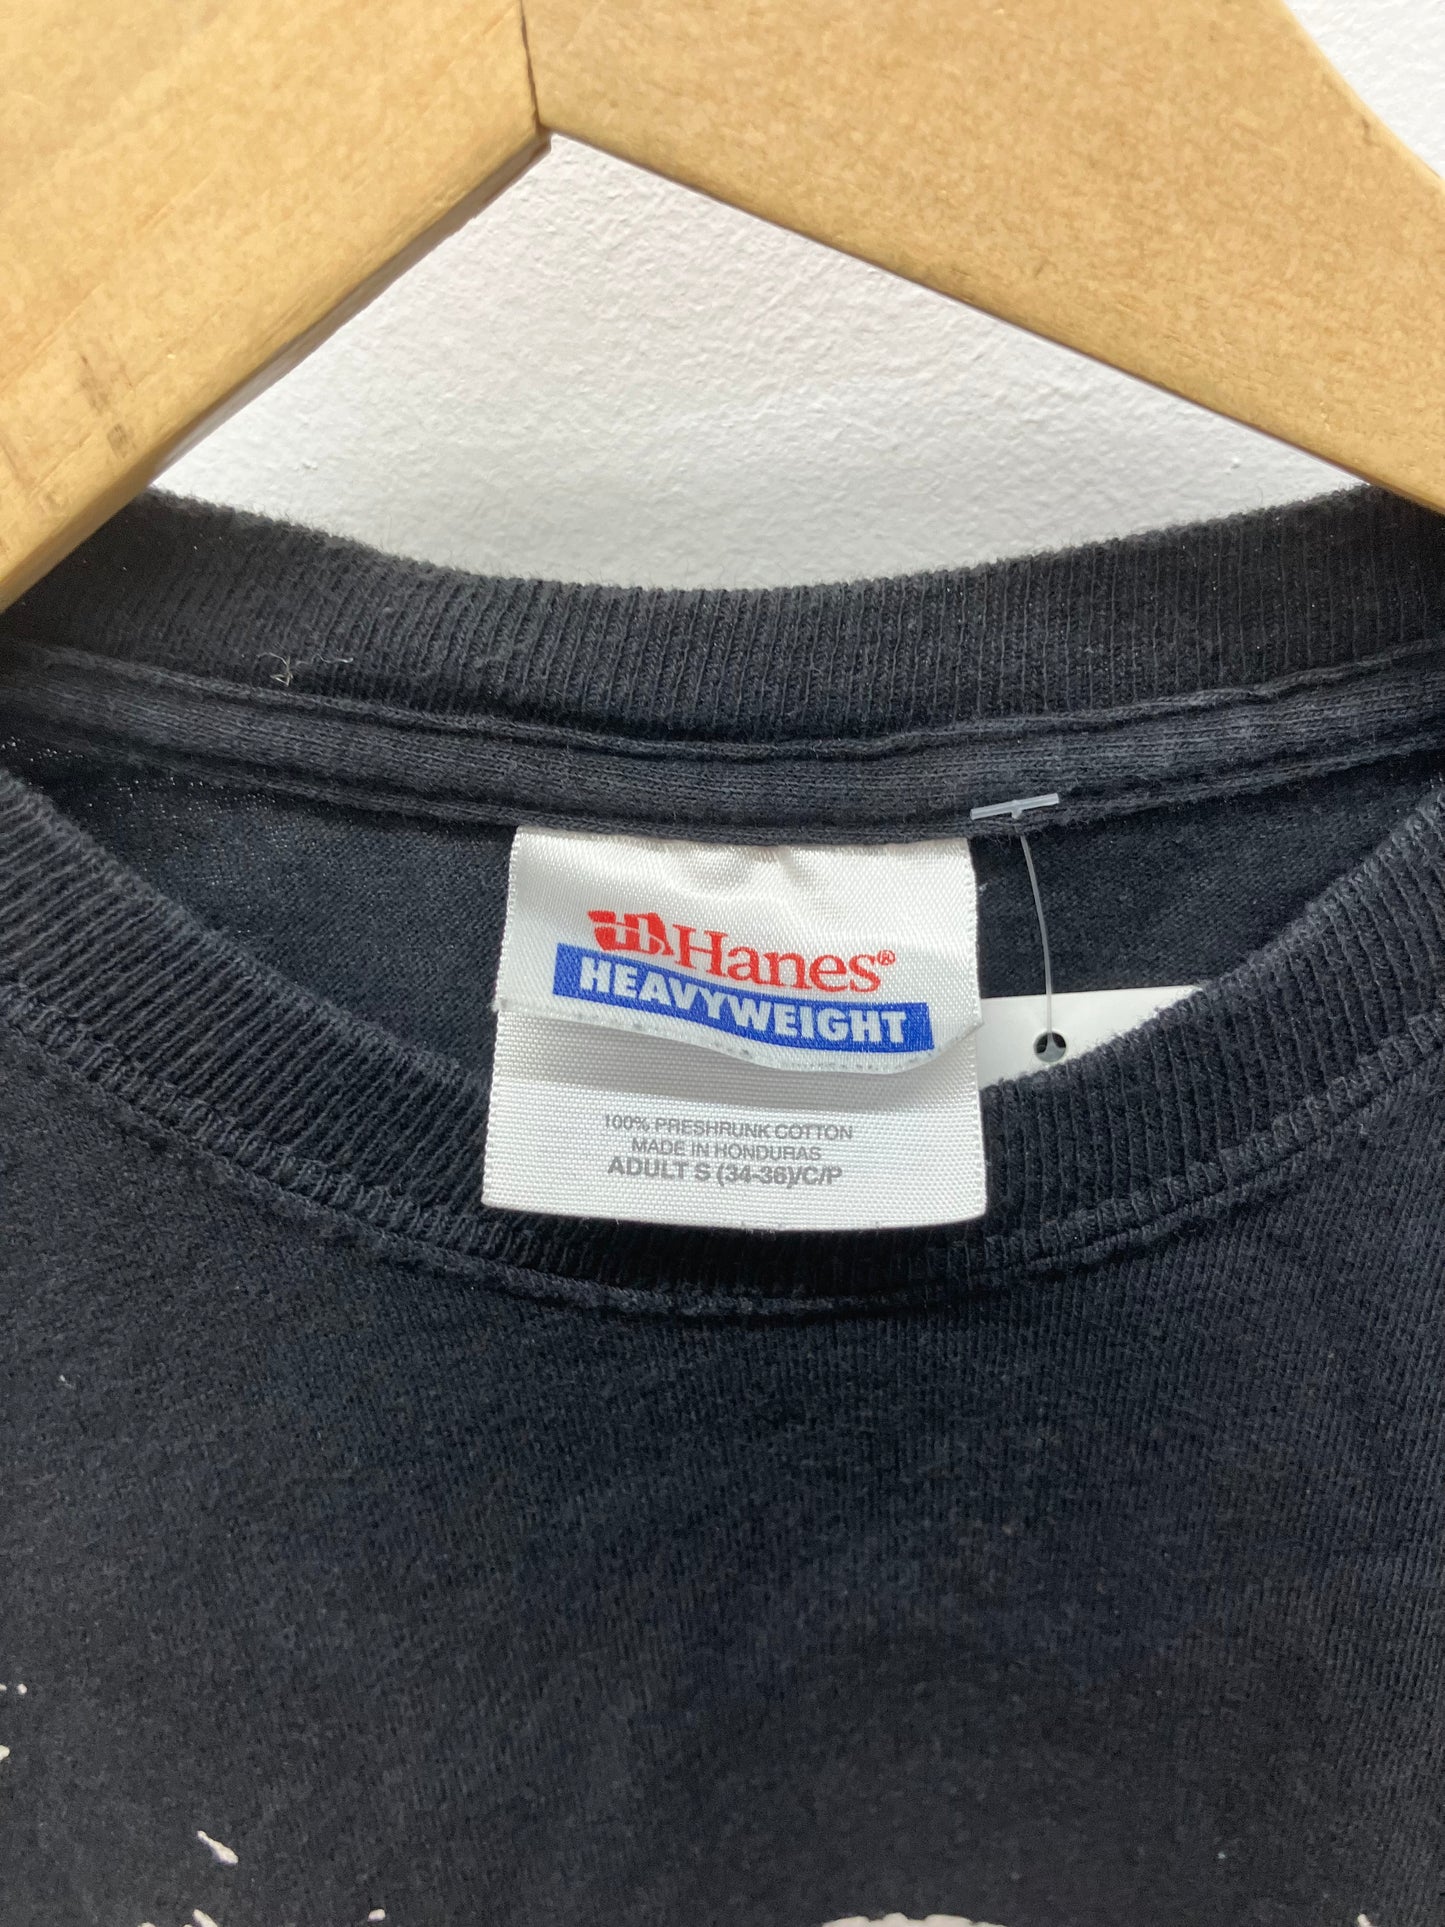 Hanes®
HEAVYWEIGHT
100% PRESHRUNK COTTON
MADE IN HONDURAS
ADULT S (34-36)/C/P